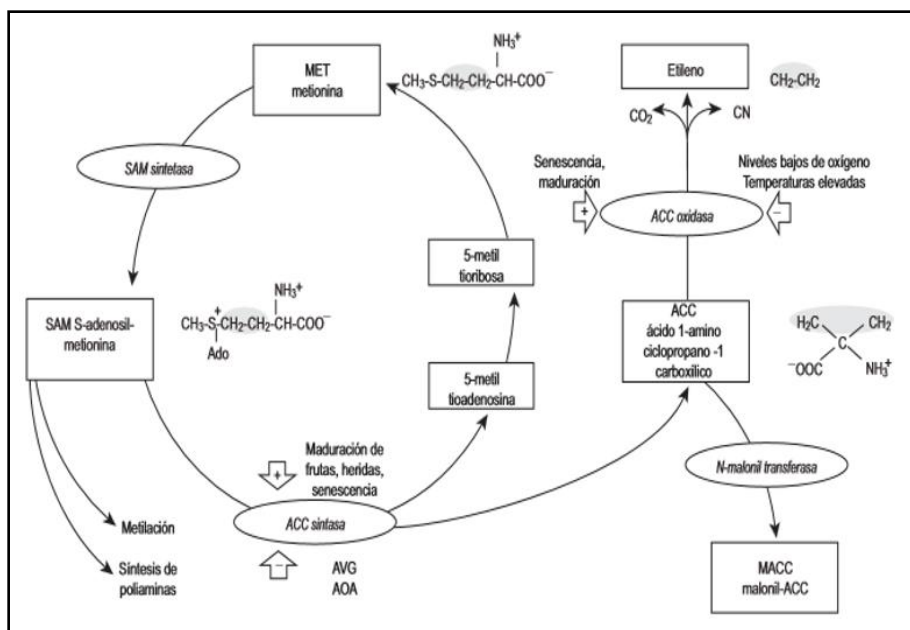 MET
metionina
NH₃⁺
CH₃-S-CH₂-CH₂-CH-COO⁻
Etileno
CH₂-CH₂
CO₂
CN
SAM sintetasa
Senescencia,
maduración
+
Niveles bajos de oxígeno
Temperaturas elevadas
ACC oxidasa
−
5-metil
tioribosa
SAM S-adenosil-
metionina
NH₃⁺
CH₃-S⁺-CH₂-CH₂-CH-COO⁻
Ado
ACC
ácido 1-amino
ciclopropano -1
carboxílico
H₂C
CH₂
C
⁻OOC
NH₃⁺
5-metil
tioadenosina
Maduración de
frutas, heridas,
senescencia
+
ACC sintasa
−
AVG
AOA
N-malonil transferasa
Metilación
Síntesis de
poliaminas
MACC
malonil-ACC